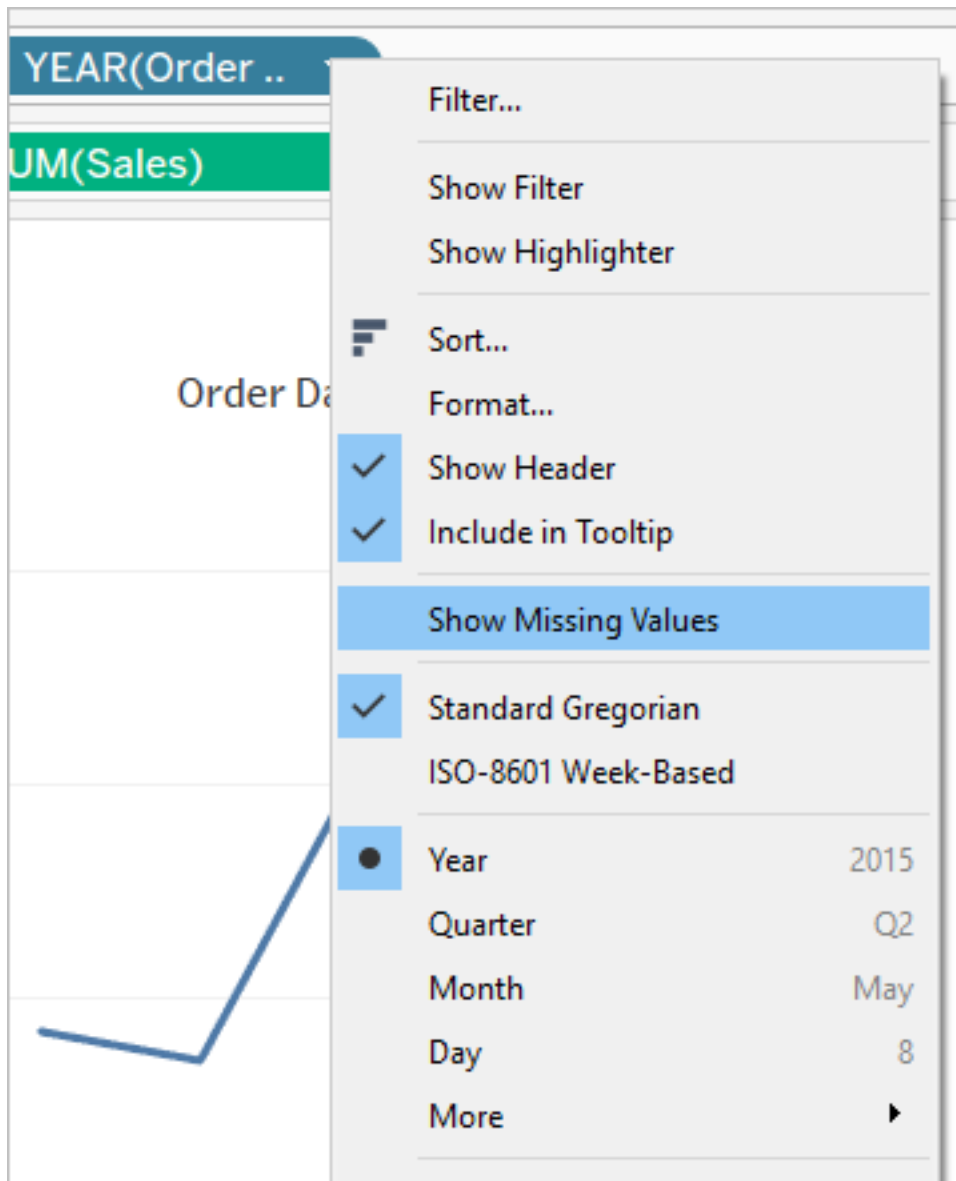 YEAR(Order ..
UM(Sales)
Order Da
Filter...
Show Filter
Show Highlighter
Sort...
Format...
Show Header
Include in Tooltip
Show Missing Values
Standard Gregorian
ISO-8601 Week-Based
Year 2015
Quarter Q2
Month May
Day 8
More